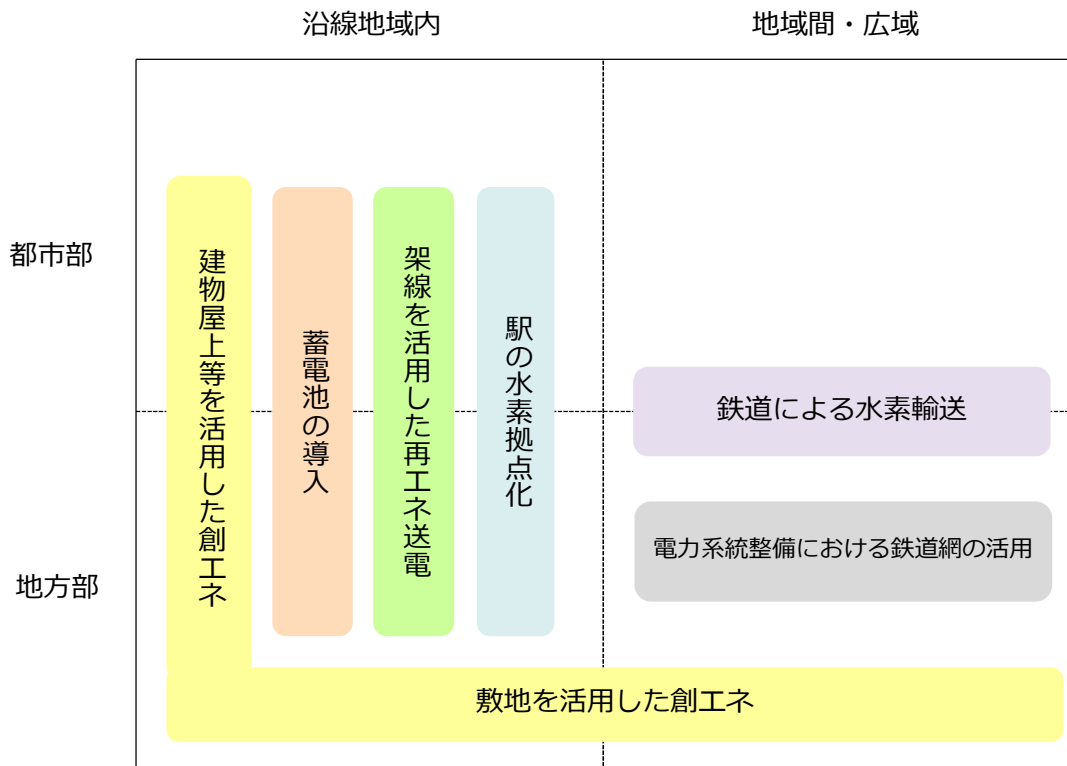 沿線地域内
地域間・広域
都市部
地方部
建物屋上等を活用した創エネ
蓄電池の導入
架線を活用した再エネ送電
駅の水素拠点化
鉄道による水素輸送
電力系統整備における鉄道網の活用
敷地を活用した創エネ